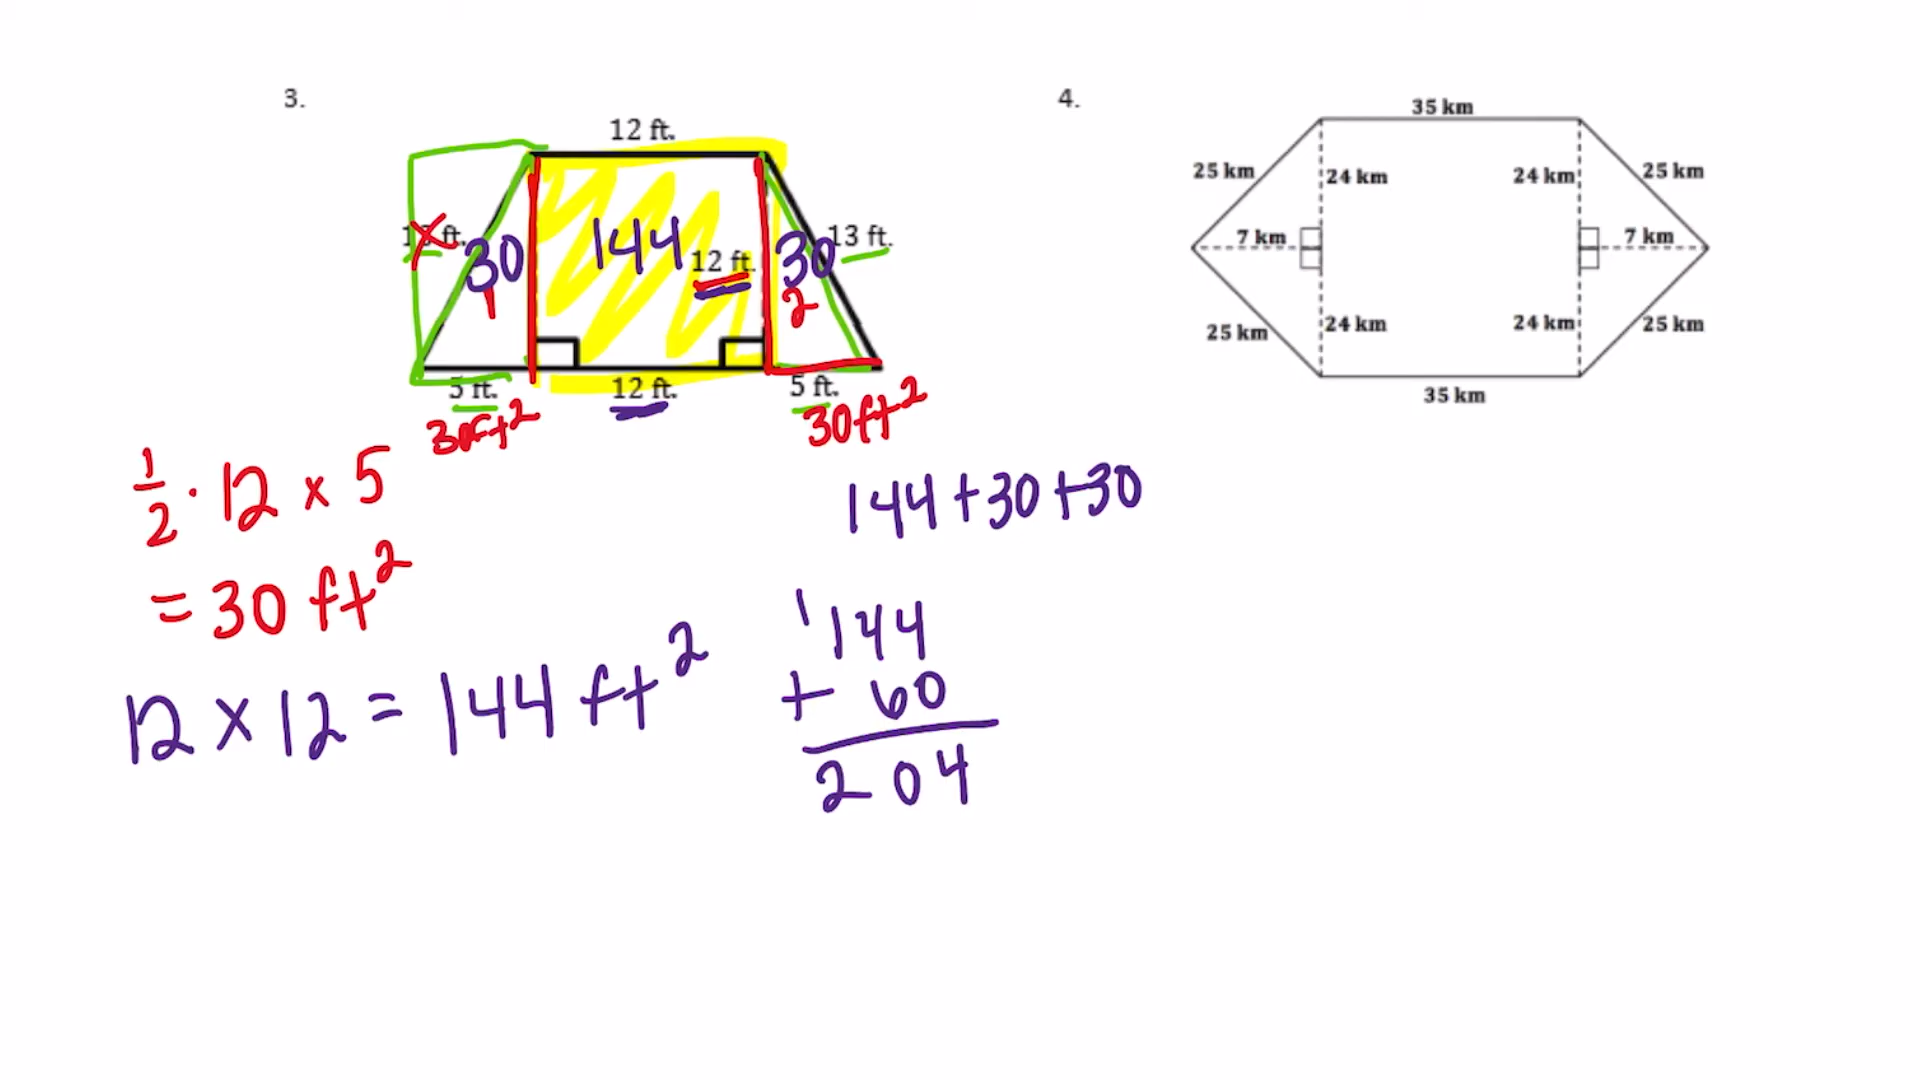 3.
12 ft.
13 ft.
30
144
12 ft.
30
1
2
5 ft.
12 ft.
5 ft.
30ft²
30ft²
1/2 · 12 x 5
= 30 ft²
12 x 12 = 144 ft²
144 + 30 + 30
1
144
+ 60
204
4.
35 km
25 km
24 km
24 km
25 km
7 km
7 km
25 km
24 km
24 km
25 km
35 km